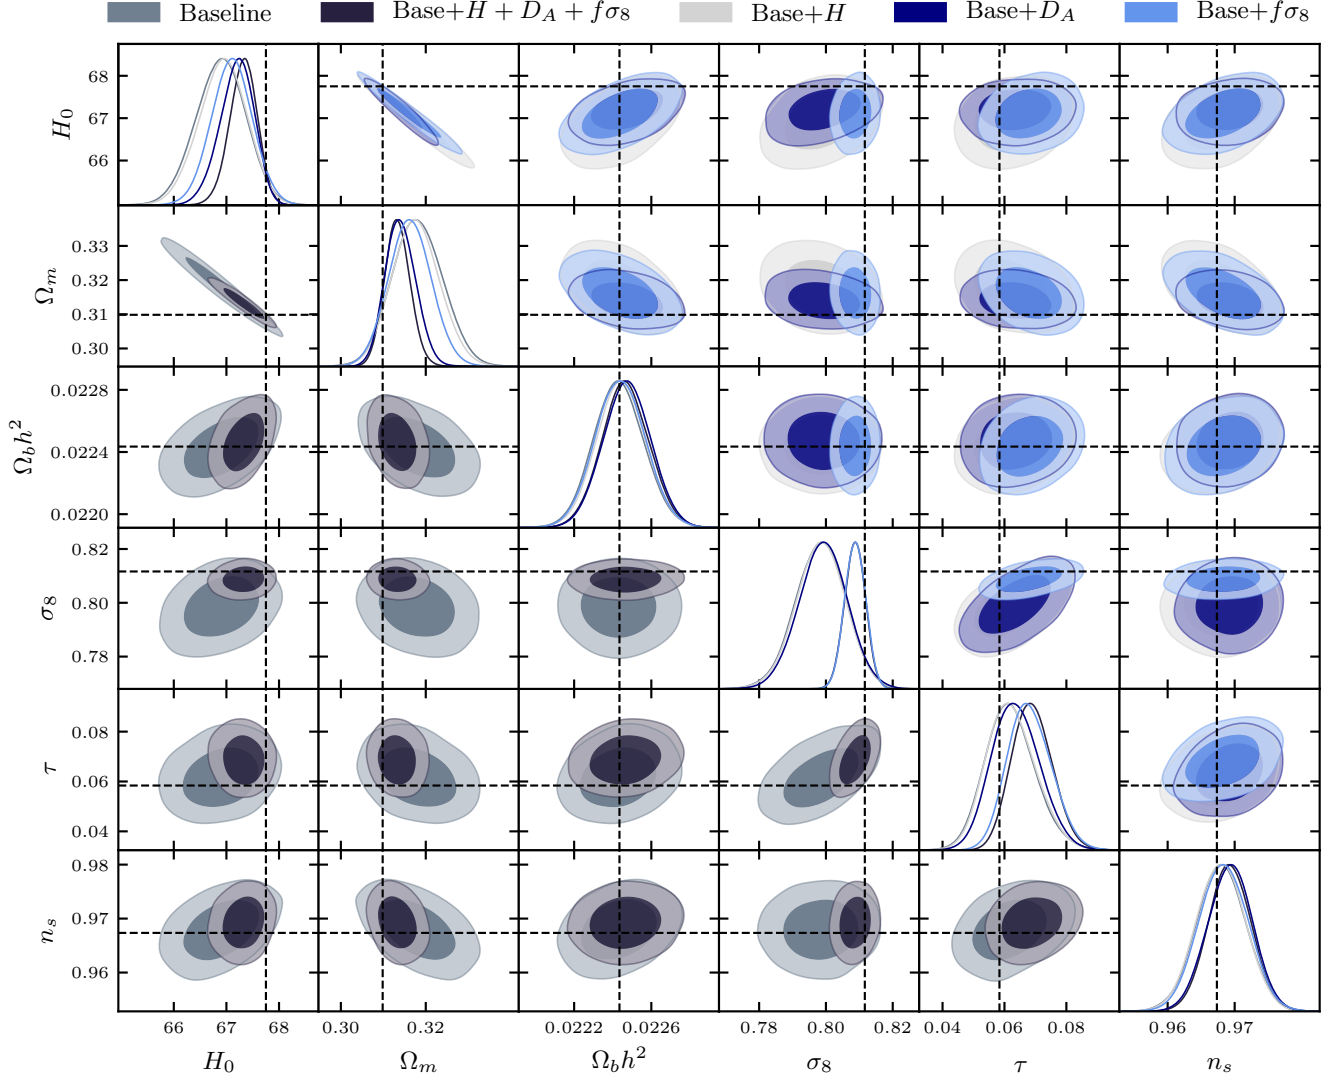 Baseline Base+H + D_A + fσ_8 Base+H Base+D_A Base+fσ_8
H_0
68
67
66
Ω_m
0.33
0.32
0.31
0.30
Ω_b h^2
0.0228
0.0224
0.0220
σ_8
0.82
0.80
0.78
τ
0.08
0.06
0.04
n_s
0.98
0.97
0.96
66 67 68 0.30 0.32 0.0222 0.0226 0.78 0.80 0.82 0.04 0.06 0.08 0.96 0.97
H_0 Ω_m Ω_b h^2 σ_8 τ n_s